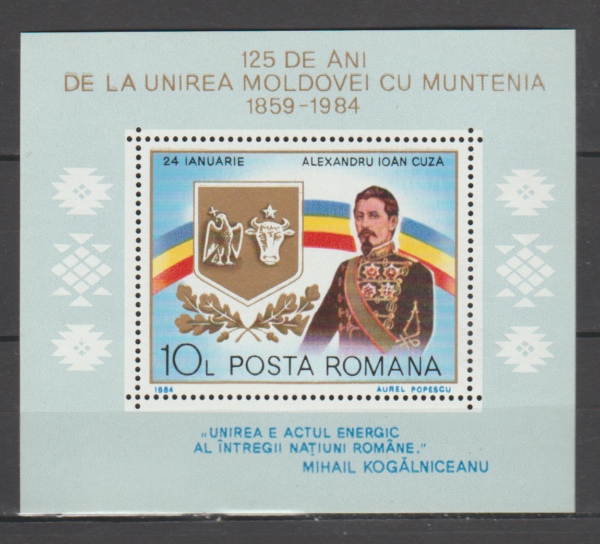 125 DE ANI
DE LA UNIREA MOLDOVEI CU MUNTENIA
1859-1984
24 IANUARIE ALEXANDRU IOAN CUZA
10L POSTA ROMANA
1984 AUREL POPESCU
„UNIREA E ACTUL ENERGIC
AL ÎNTREGII NAȚIUNI ROMÂNE."
MIHAIL KOGĂLNICEANU